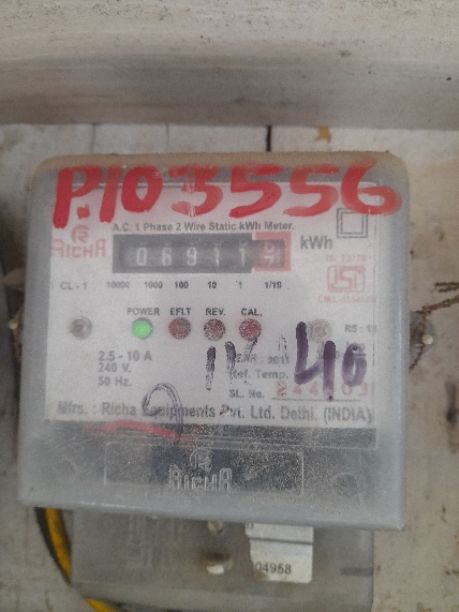 P.103556
A.C. 1 Phase 2 Wire Static kWh Meter.
RICHA
06911
kWh
CL - 1 10000 1000 100 10 1 1/10
POWER EFLT REV. CAL.
2.5 - 10 A
240 V.
50 Hz.
1K 40
Ref. Temp.
SL. No.
Mfrs. : Richa Equipments Pvt. Ltd. Delhi. (INDIA)
RICHA
04958